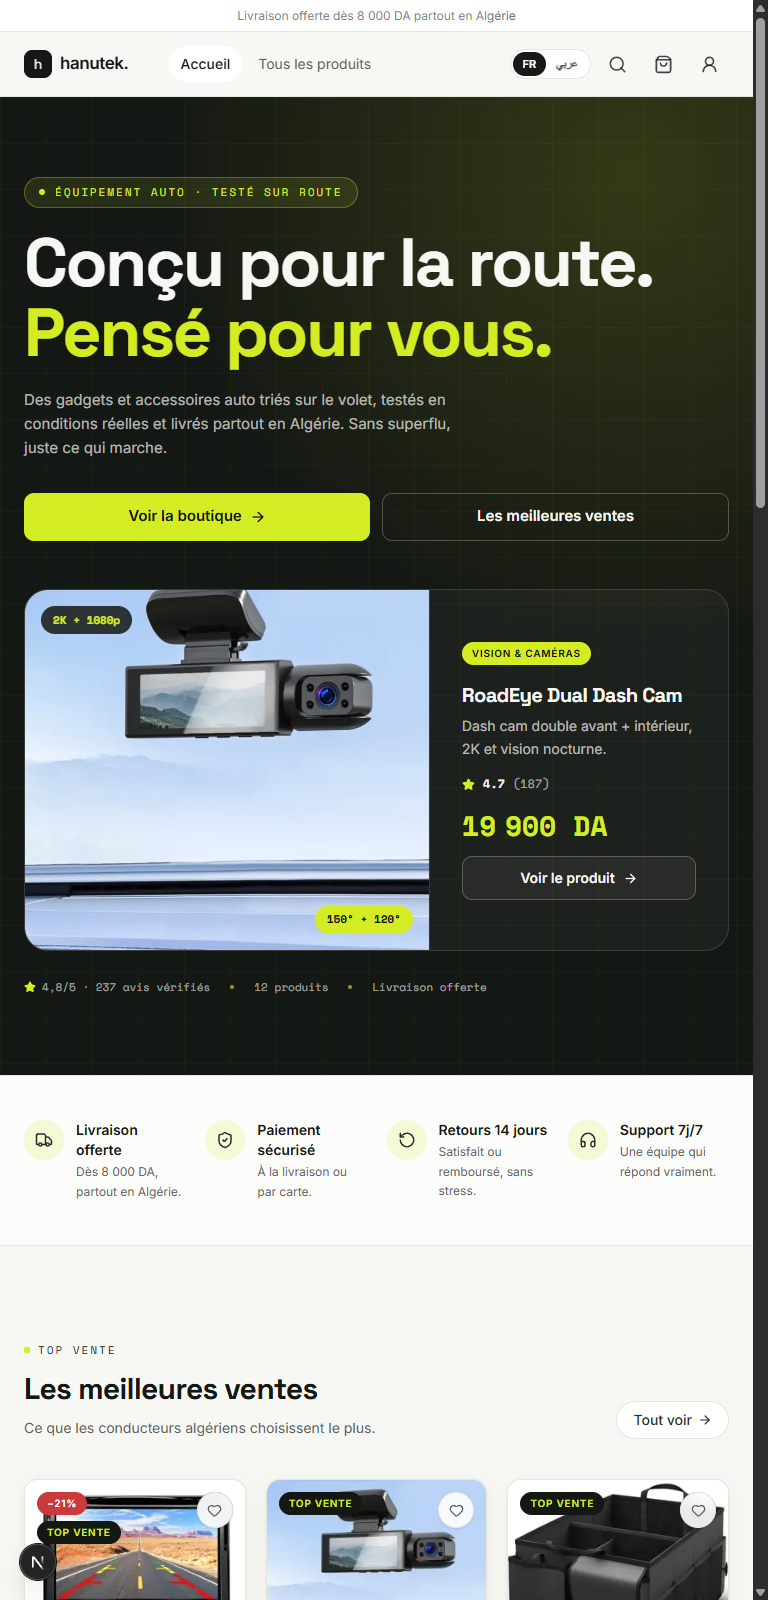 Livraison offerte dès 8 000 DA partout en Algérie
h hanutek. Accueil Tous les produits FR عربي
ÉQUIPEMENT AUTO · TESTÉ SUR ROUTE
Conçu pour la route.
Pensé pour vous.
Des gadgets et accessoires auto triés sur le volet, testés en
conditions réelles et livrés partout en Algérie. Sans superflu,
juste ce qui marche.
Voir la boutique →
Les meilleures ventes
2K + 1080p
150° + 120°
VISION & CAMÉRAS
RoadEye Dual Dash Cam
Dash cam double avant + intérieur,
2K et vision nocturne.
4.7 (187)
19 900 DA
Voir le produit →
4,8/5 · 237 avis vérifiés • 12 produits • Livraison offerte
Livraison
offerte
Dès 8 000 DA,
partout en Algérie.
Paiement
sécurisé
À la livraison ou
par carte.
Retours 14 jours
Satisfait ou
remboursé, sans
stress.
Support 7j/7
Une équipe qui
répond vraiment.
TOP VENTE
Les meilleures ventes
Ce que les conducteurs algériens choisissent le plus.
Tout voir →
−21%
TOP VENTE
TOP VENTE
TOP VENTE
N